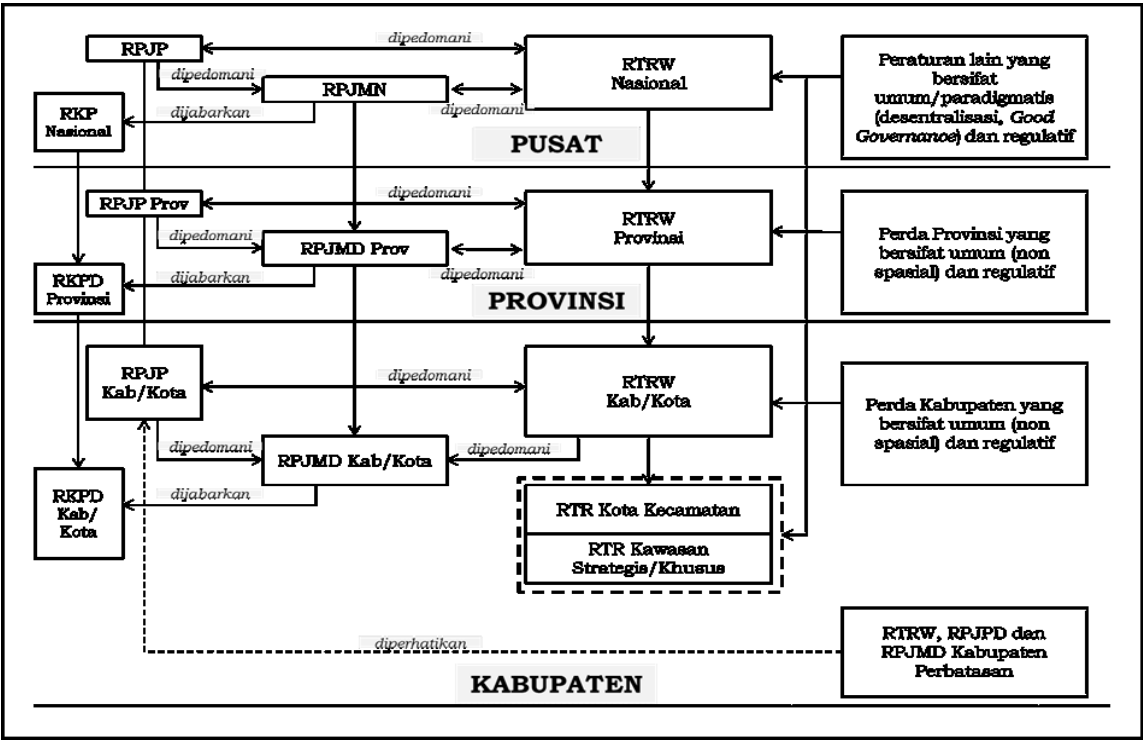 RPJP
dipedomani
RTRW
Nasional
Peraturan lain yang
bersifat
umum/paradigmatis
(desentralisasi, Good
Governance) dan regulatif
dipedomani
RPJMN
dipedomani
RKP
Nasional
dijabarkan
PUSAT
RPJP Prov
dipedomani
RTRW
Provinsi
Perda Provinsi yang
bersifat umum (non
spasial) dan regulatif
dipedomani
RPJMD Prov
dipedomani
RKPD
Provinsi
dijabarkan
PROVINSI
RPJP
Kab/Kota
dipedomani
RTRW
Kab/Kota
Perda Kabupaten yang
bersifat umum (non
spasial) dan regulatif
dipedomani
RPJMD Kab/Kota
dipedomani
RKPD
Kab/
Kota
dijabarkan
RTR Kota Kecamatan
RTR Kawasan
Strategis/Khusus
diperhatikan
RTRW, RPJPD dan
RPJMD Kabupaten
Perbatasan
KABUPATEN